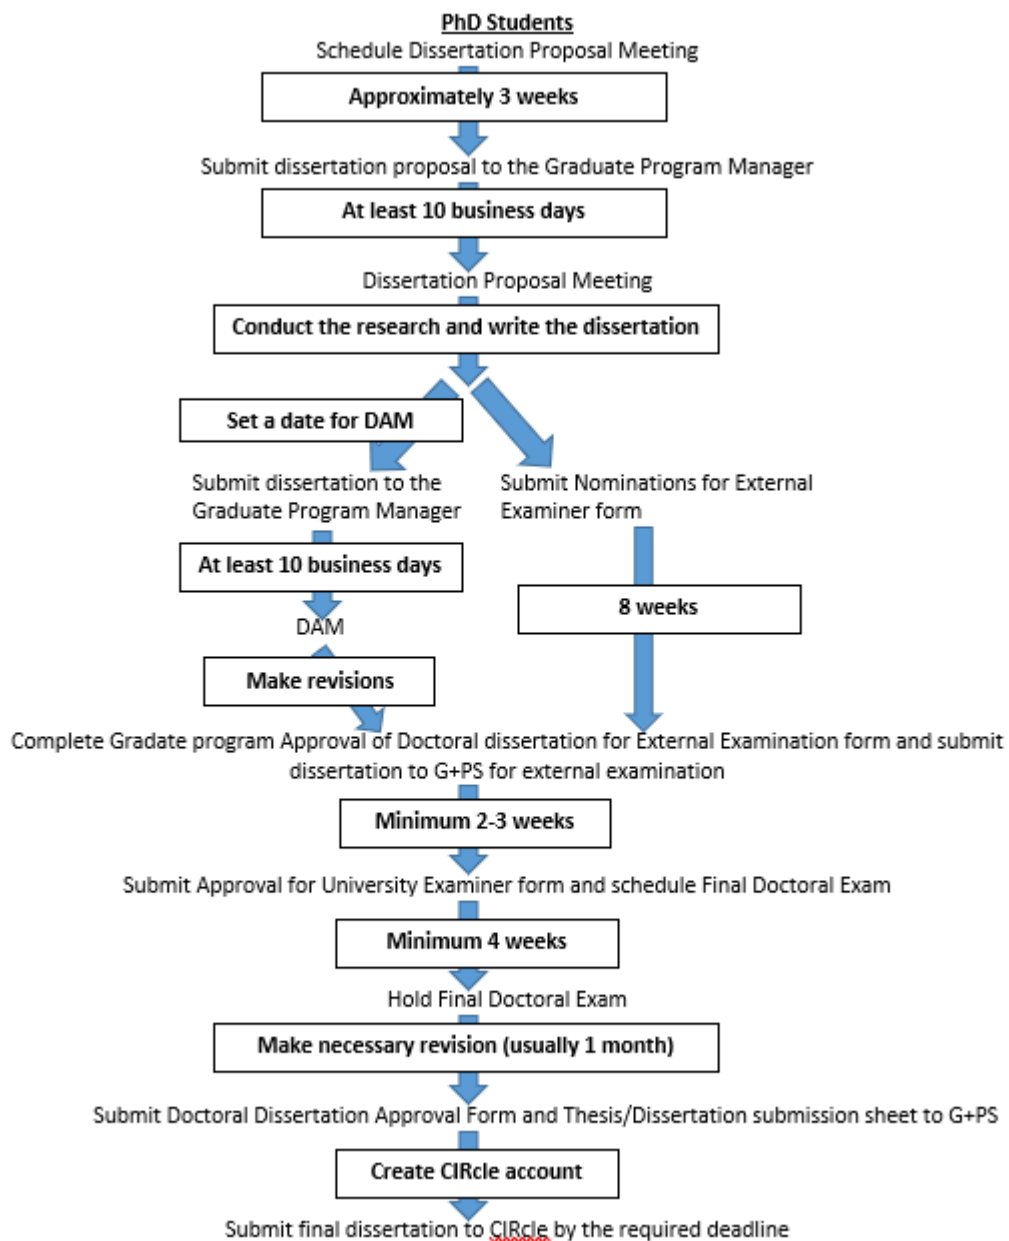 PhD Students
Schedule Dissertation Proposal Meeting
Approximately 3 weeks
Submit dissertation proposal to the Graduate Program Manager
At least 10 business days
Dissertation Proposal Meeting
Conduct the research and write the dissertation
Set a date for DAM
Submit dissertation to the
Graduate Program Manager
At least 10 business days
DAM
Make revisions
Submit Nominations for External
Examiner form
8 weeks
Complete Gradate program Approval of Doctoral dissertation for External Examination form and submit
dissertation to G+PS for external examination
Minimum 2-3 weeks
Submit Approval for University Examiner form and schedule Final Doctoral Exam
Minimum 4 weeks
Hold Final Doctoral Exam
Make necessary revision (usually 1 month)
Submit Doctoral Dissertation Approval Form and Thesis/Dissertation submission sheet to G+PS
Create CIRcle account
Submit final dissertation to CIRcle by the required deadline